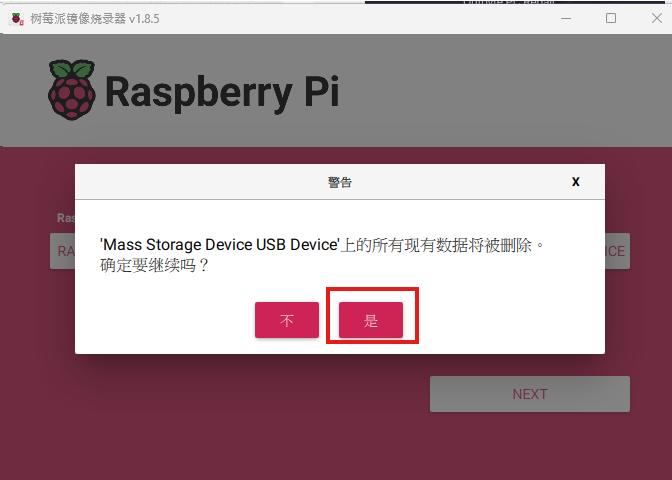 树莓派镜像烧录器 v1.8.5
Raspberry Pi
警告
X
Ras
RA
ICE
'Mass Storage Device USB Device'上的所有现有数据将被删除。
确定要继续吗？
不
是
NEXT